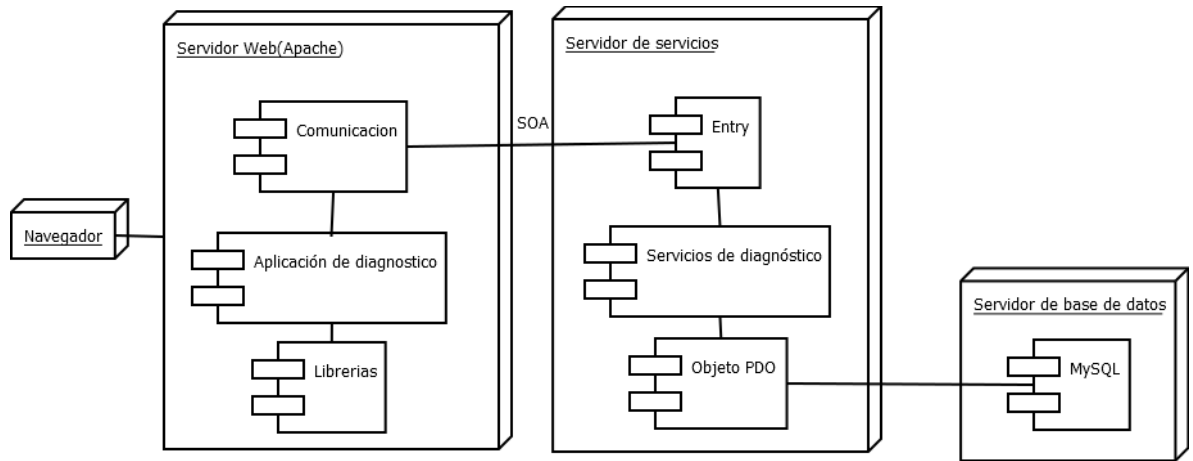 Servidor Web(Apache)
Comunicacion
Aplicación de diagnostico
Librerias
Navegador
SOA
Servidor de servicios
Entry
Servicios de diagnóstico
Objeto PDO
Servidor de base de datos
MySQL